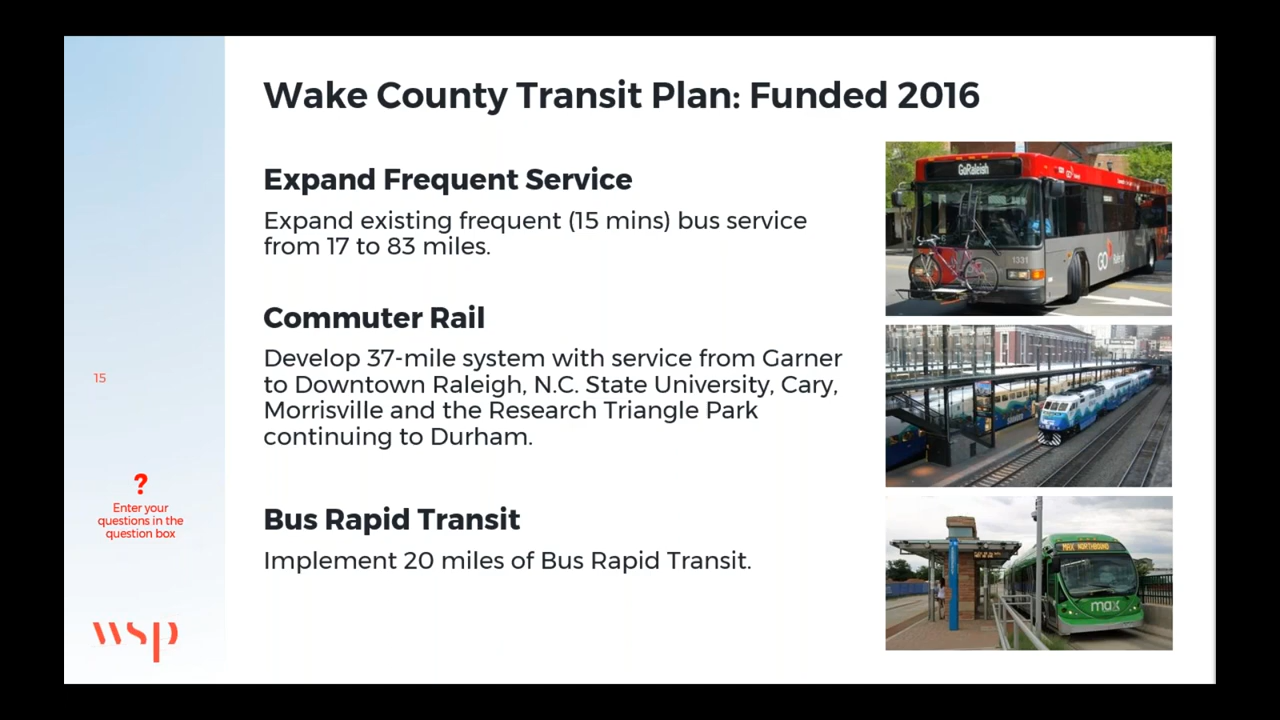 Wake County Transit Plan: Funded 2016
Expand Frequent Service
Expand existing frequent (15 mins) bus service
from 17 to 83 miles.
Commuter Rail
Develop 37-mile system with service from Garner
to Downtown Raleigh, N.C. State University, Cary,
Morrisville and the Research Triangle Park
continuing to Durham.
Bus Rapid Transit
Implement 20 miles of Bus Rapid Transit.
15
?
Enter your
questions in the
question box
wsp
GoRaleigh
1331
GO
MAX NORTHBOUND
max